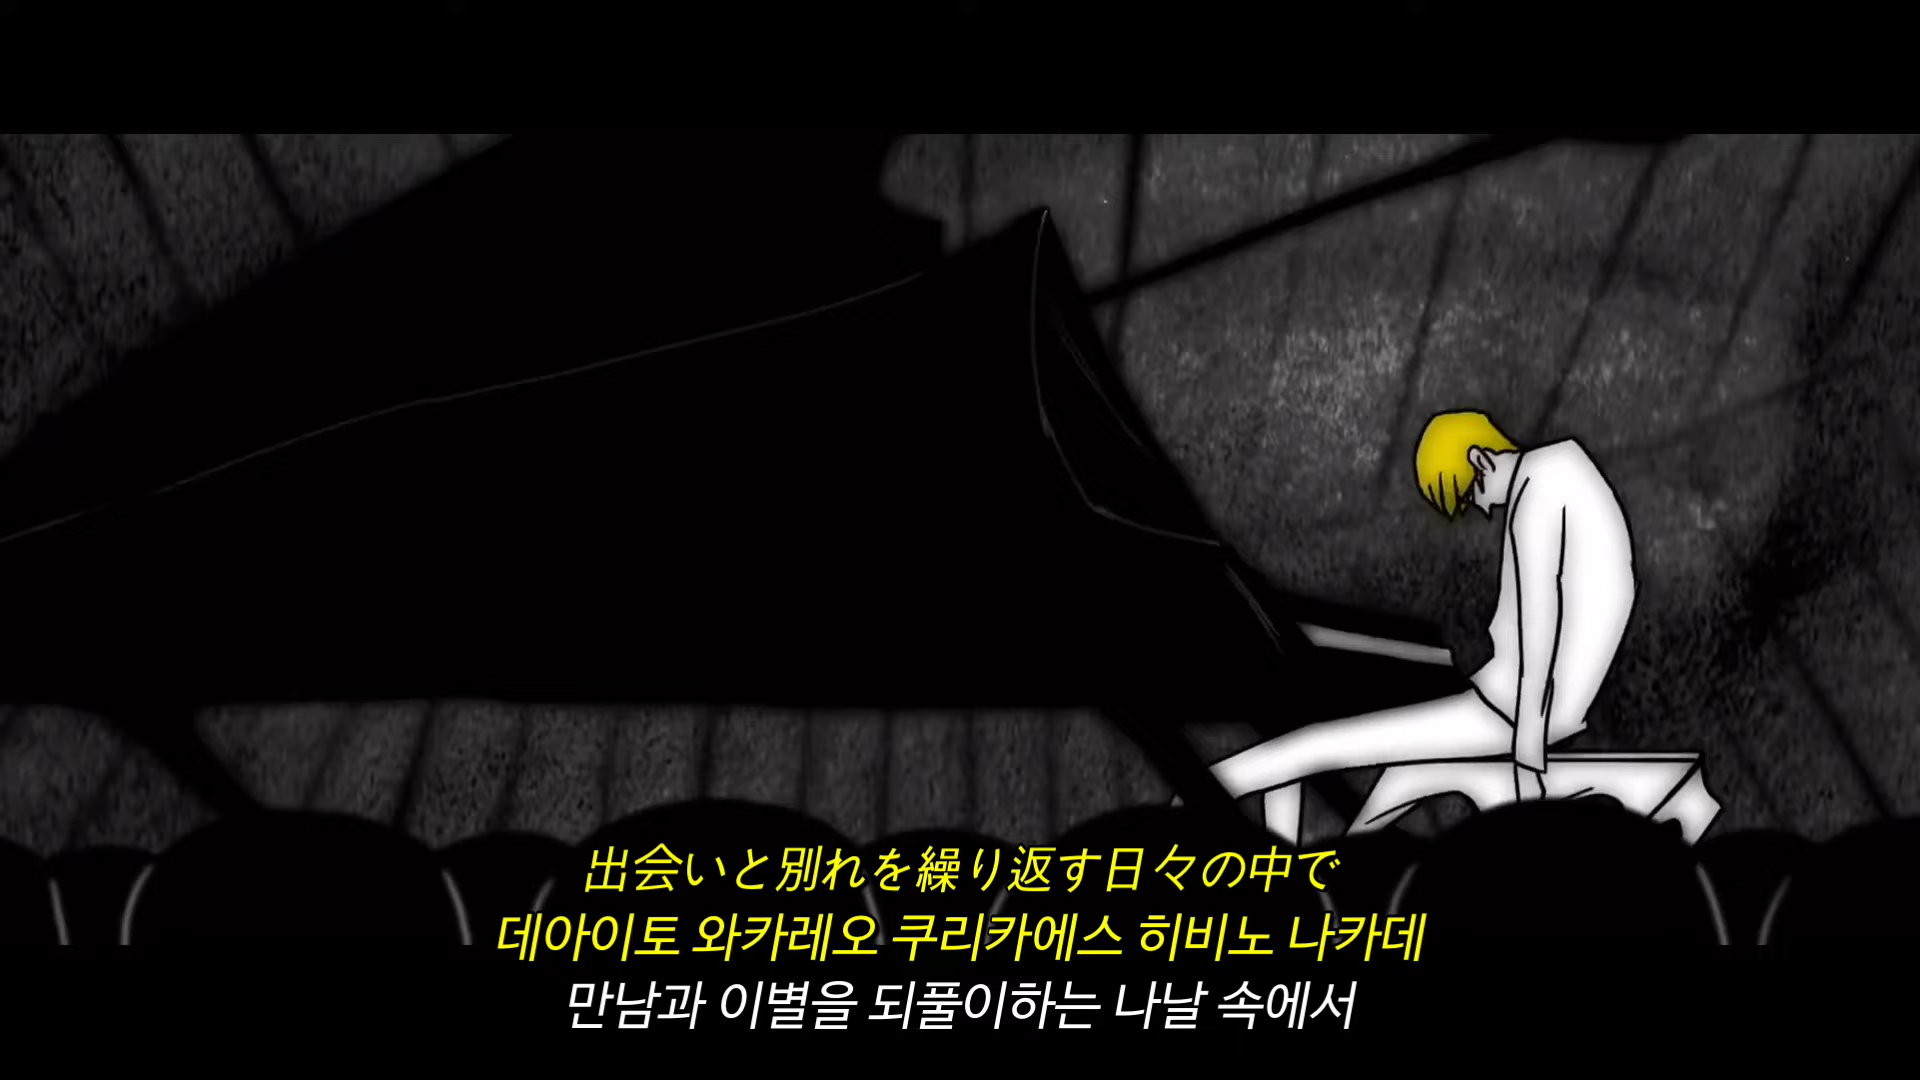 出会いと別れを繰り返す日々の中で
데아이토 와카레오 쿠리카에스 히비노 나카데
만남과 이별을 되풀이하는 나날 속에서